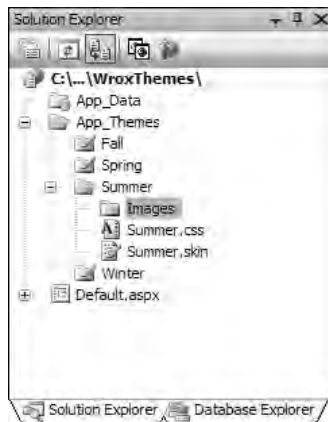 Solution Explorer
C:\...\WroxThemes\
App_Data
App_Themes
Fall
Spring
Summer
Images
Summer.css
Summer.skin
Winter
Default.aspx
Solution Explorer Database Explorer